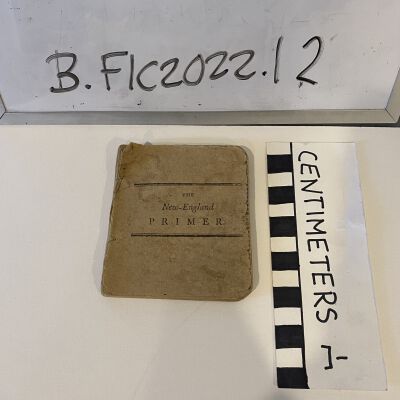 B.FIC2022.12
THE
New-England
PRIMER.
CENTIMETERS